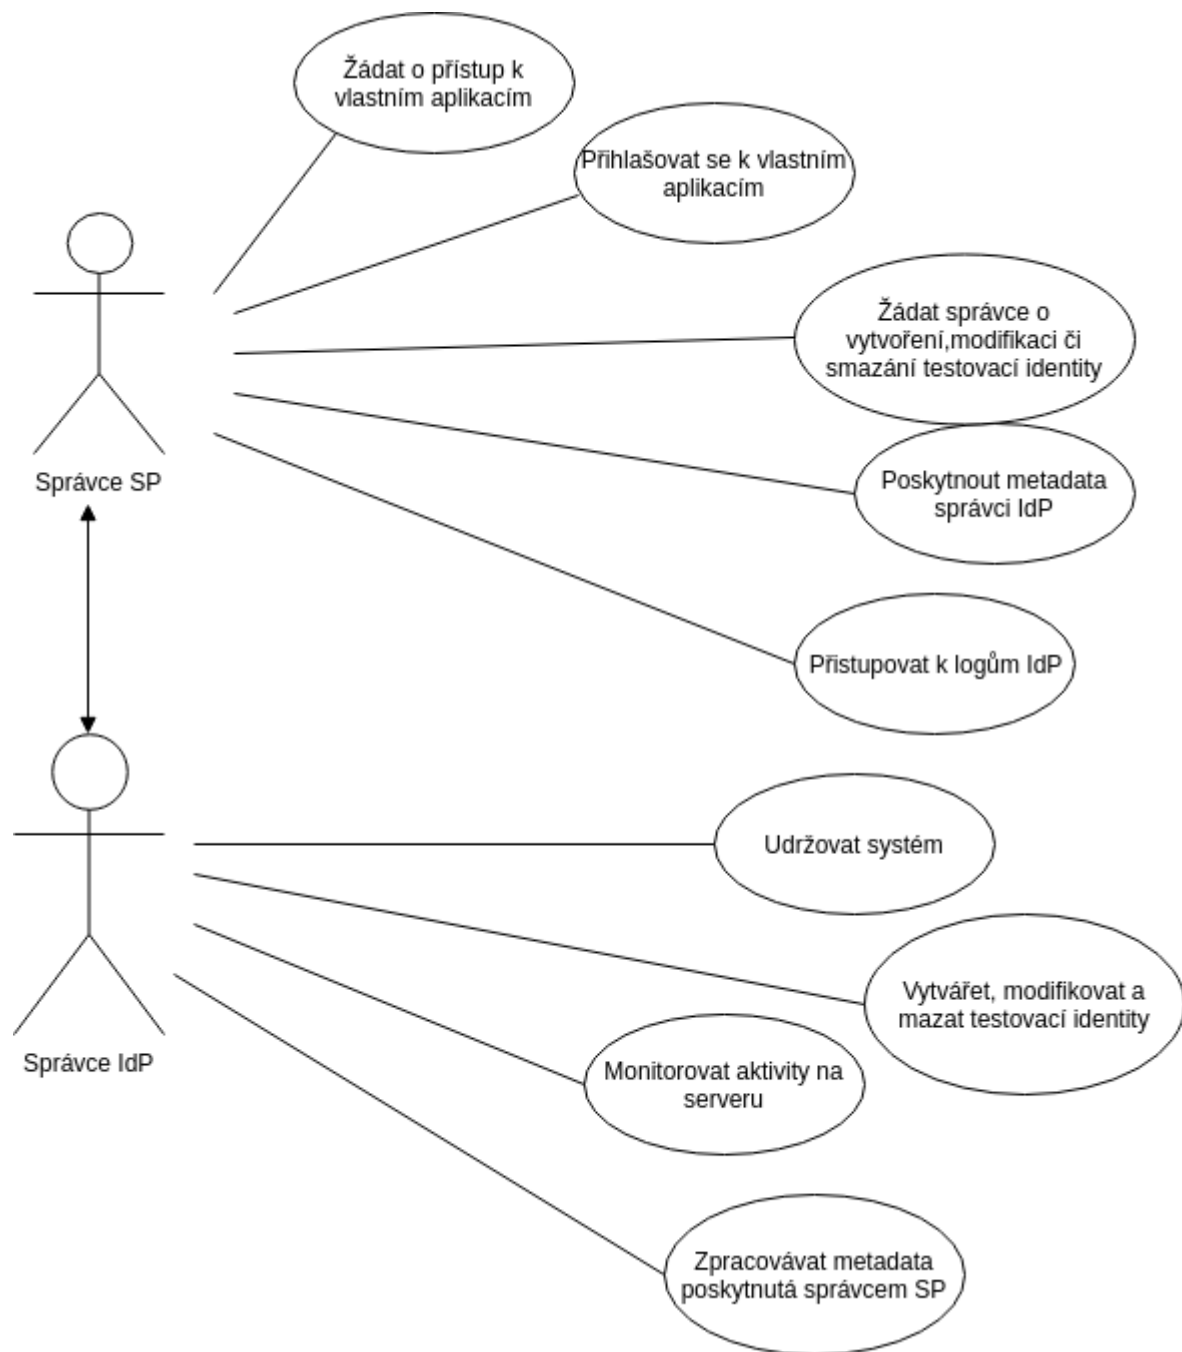 Žádat o přístup k
vlastním aplikacím
Přihlašovat se k vlastním
aplikacím
Žádat správce o
vytvoření,modifikaci či
smazání testovací identity
Poskytnout metadata
správci IdP
Přistupovat k logům IdP
Správce SP
Udržovat systém
Vytvářet, modifikovat a
mazat testovací identity
Monitorovat aktivity na
serveru
Zpracovávat metadata
poskytnutá správcem SP
Správce IdP